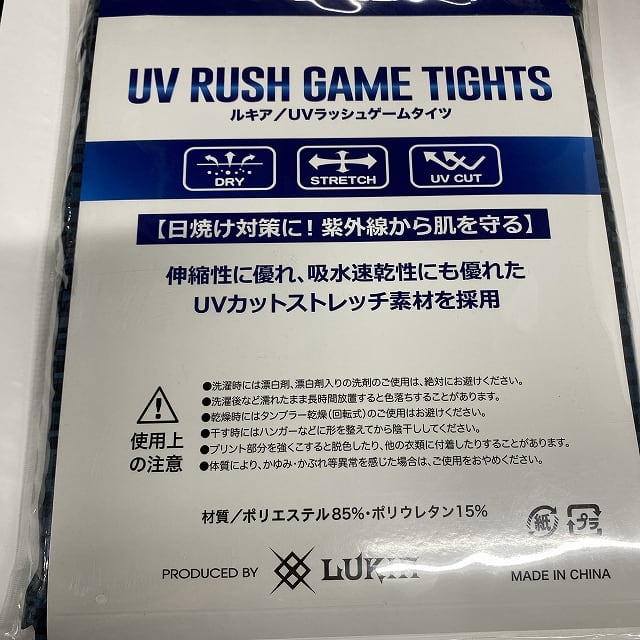 UV RUSH GAME TIGHTS
ルキア/UVラッシュゲームタイツ
DRY
STRETCH
UV CUT
【日焼け対策に!紫外線から肌を守る】
伸縮性に優れ、吸水速乾性にも優れた
UVカットストレッチ素材を採用
使用上
の注意
●洗濯時には漂白剤、漂白剤入りの洗剤のご使用は、絶対にお避けください。
●洗濯後など濡れたまま長時間放置すると色落ちすることがあります。
●乾燥時にはタンブラー乾燥(回転式)のご使用はお避けください。
●干す時にはハンガーなどに形を整えてから陰干ししてください。
●プリント部分を強くこすると脱色したり、他の衣類に付着したりすることがあります。
●体質により、かゆみ・かぶれ等異常を感じた場合は、ご使用をおやめください。
材質/ポリエステル85%・ポリウレタン15%
紙
プラ
PRODUCED BY
MADE IN CHINA